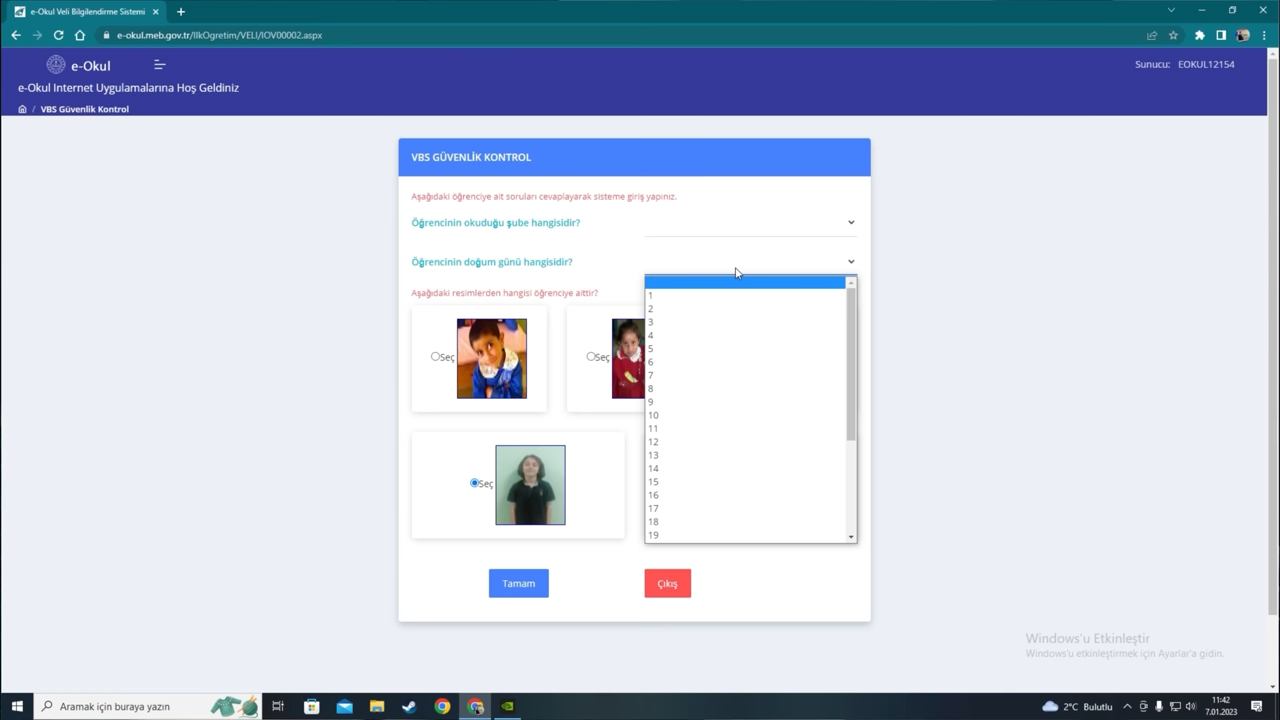 e-Okul Veli Bilgilendirme Sistemi
e-okul.meb.gov.tr/IlkOgretim/VELI/IOV00002.aspx
e-Okul
Sunucu: EOKUL12154
e-Okul Internet Uygulamalarına Hoş Geldiniz
/ VBS Güvenlik Kontrol
VBS GÜVENLİK KONTROL
Aşağıdaki öğrenciye ait soruları cevaplayarak sisteme giriş yapınız.
Öğrencinin okuduğu şube hangisidir?
Öğrencinin doğum günü hangisidir?
Aşağıdaki resimlerden hangisi öğrenciye aittir?
1
2
3
4
5
6
7
8
9
10
11
12
13
14
15
16
17
18
19
Seç
Seç
Seç
Tamam
Çıkış
Windows'u Etkinleştir
Windows'u etkinleştirmek için Ayarlar'a gidin.
Aramak için buraya yazın
2°C Bulutlu
11:42
7.01.2023